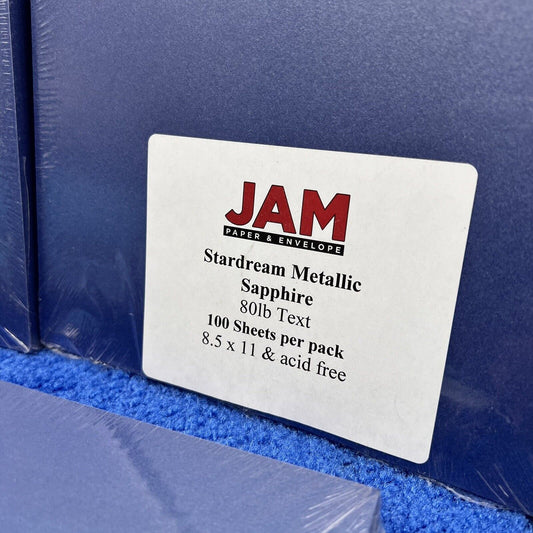 JAM
PAPER & ENVELOPE
Stardream Metallic
Sapphire
80lb Text
100 Sheets per pack
8.5 x 11 & acid free